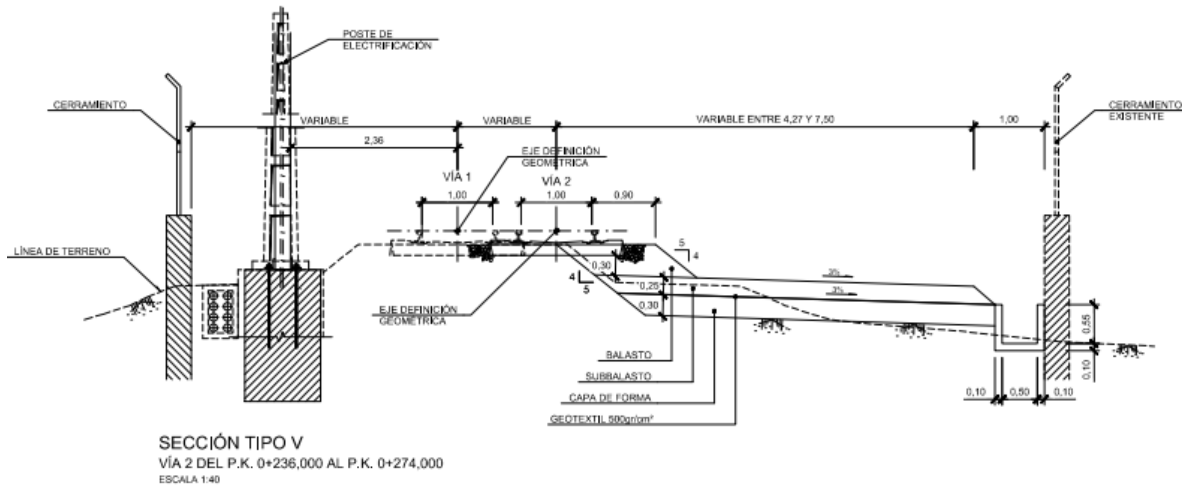 POSTE DE
ELECTRIFICACIÓN
CERRAMIENTO
CERRAMIENTO
EXISTENTE
VARIABLE
VARIABLE
VARIABLE ENTRE 4,27 Y 7,50
1,00
2,36
EJE DEFINICIÓN
GEOMÉTRICA
VÍA 1
VÍA 2
1,00
1,00
0,90
LÍNEA DE TERRENO
5
4
0,30
4
5
0,25
0,30
3%
3%
EJE DEFINICIÓN
GEOMÉTRICA
0,55
0,10
BALASTO
SUBBALASTO
CAPA DE FORMA
GEOTEXTIL 500gr/cm²
0,10
0,50
0,10
SECCIÓN TIPO V
VÍA 2 DEL P.K. 0+236,000 AL P.K. 0+274,000
ESCALA 1:40